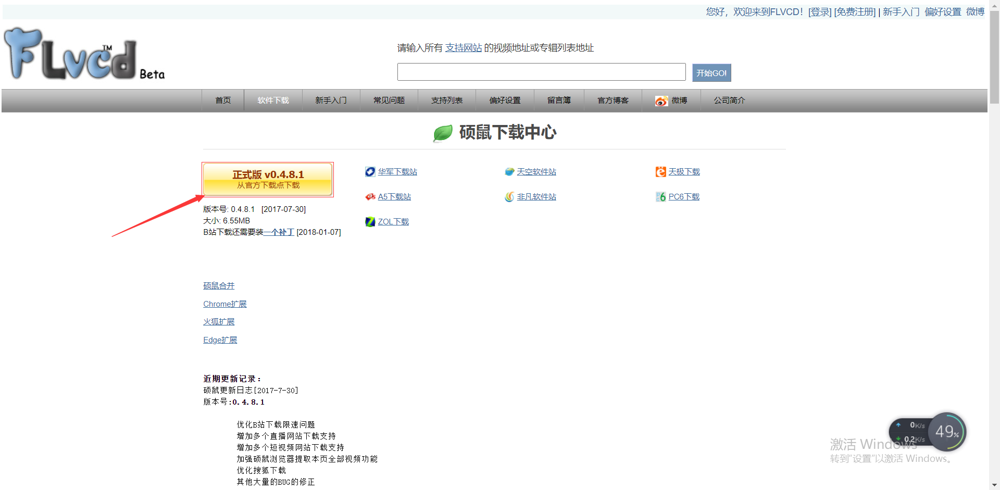 您好，欢迎来到FLVCD！[登录] [免费注册] | 新手入门 偏好设置 微博
FLvcd™ Beta
请输入所有 支持网站 的视频地址或专辑列表地址
开始GO!
首页 软件下载 新手入门 常见问题 支持列表 偏好设置 留言簿 官方博客 微博 公司简介
硕鼠下载中心
正式版 v0.4.8.1
从官方下载点下载
华军下载站 天空软件站 天极下载
A5下载站 非凡软件站 PC6下载
ZOL下载
版本号: 0.4.8.1 [2017-07-30]
大小: 6.55MB
B站下载还需要装一个补丁 [2018-01-07]
硕鼠合并
Chrome扩展
火狐扩展
Edge扩展
近期更新记录：
硕鼠更新日志[2017-7-30]
版本号:0.4.8.1
优化B站下载限速问题
增加多个直播网站下载支持
增加多个短视频网站下载支持
加强硕鼠浏览器提取本页全部视频功能
优化搜狐下载
其他大量的BUG的修正
0K/s
0.2K/s
49%
激活 Windows
转到“设置”以激活 Windows。